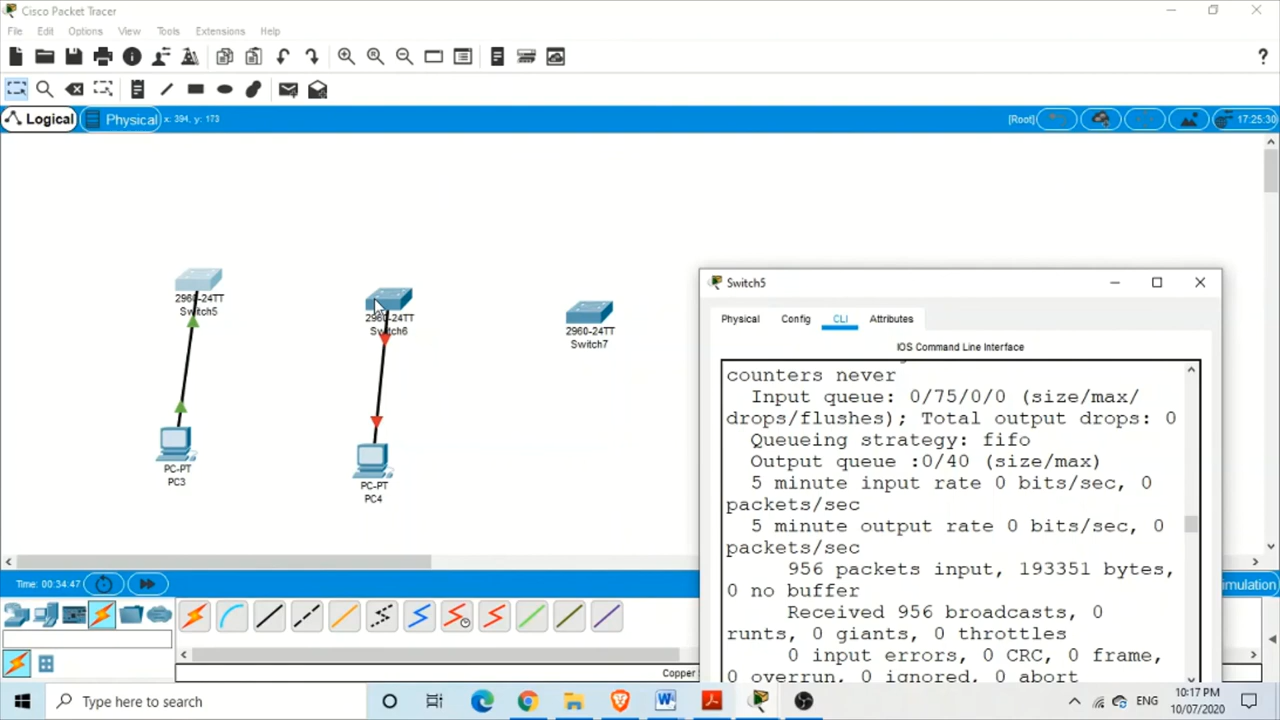 Cisco Packet Tracer
File Edit Options View Tools Extensions Help
Logical Physical x: 394, y: 173 [Root] 17:25:30
2960-24TT
Switch5
2960-24TT
Switch6
2960-24TT
Switch7
PC-PT
PC3
PC-PT
PC4
Switch5
Physical Config CLI Attributes
IOS Command Line Interface
counters never
Input queue: 0/75/0/0 (size/max/
drops/flushes); Total output drops: 0
Queueing strategy: fifo
Output queue :0/40 (size/max)
5 minute input rate 0 bits/sec, 0
packets/sec
5 minute output rate 0 bits/sec, 0
packets/sec
956 packets input, 193351 bytes,
0 no buffer
Received 956 broadcasts, 0
runts, 0 giants, 0 throttles
0 input errors, 0 CRC, 0 frame,
0 overrun, 0 ignored, 0 abort
Time: 00:34:47
imulation
Copper
Type here to search
ENG
10:17 PM
10/07/2020